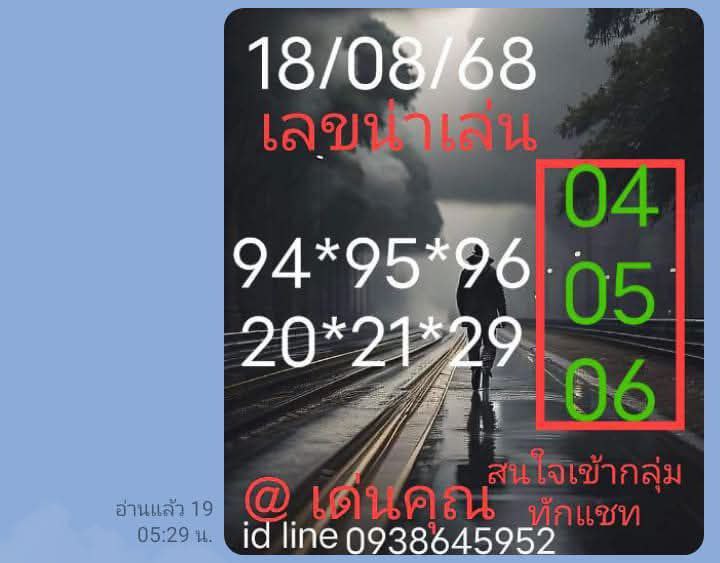 18/08/68
เลขน่าเล่น
04
94*95*96
05
20*21*29
06
สนใจเข้ากลุ่ม
@ เด่นคุณ
ทักแชท
id line 0938645952
อ่านแล้ว 19
05:29 น.